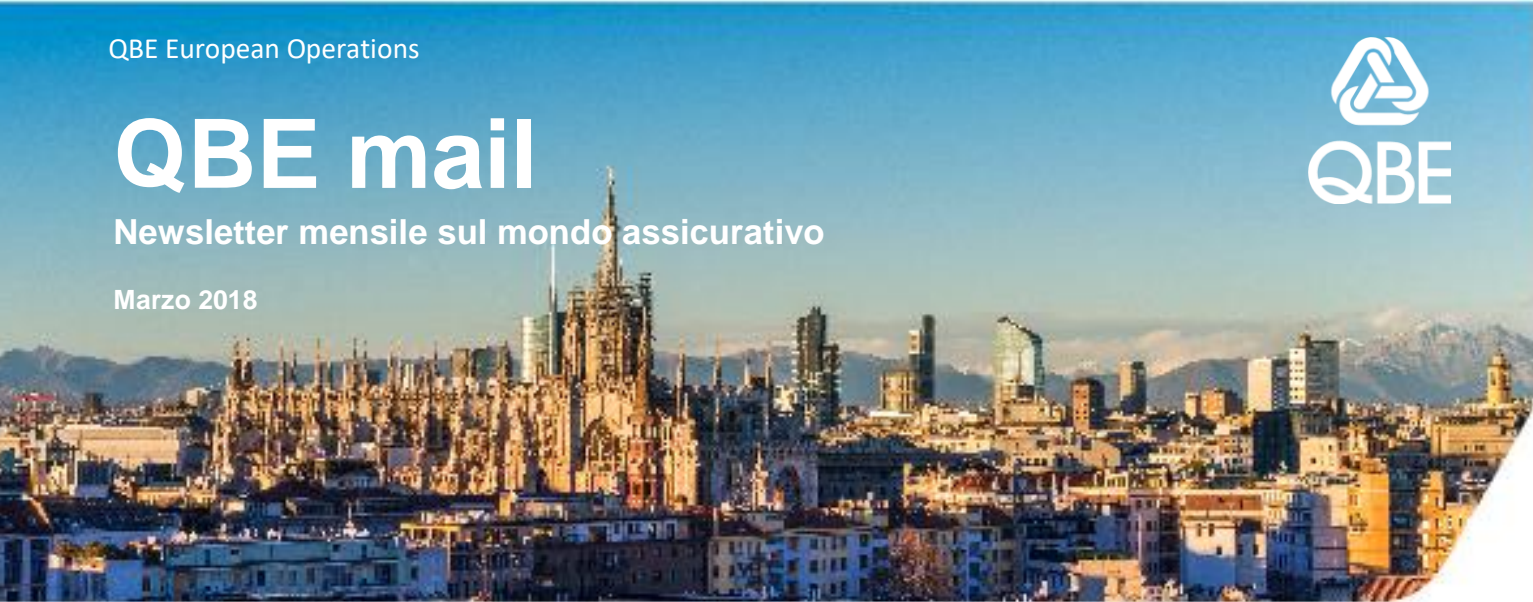 QBE European Operations
QBE
QBE mail
Newsletter mensile sul mondo assicurativo
Marzo 2018